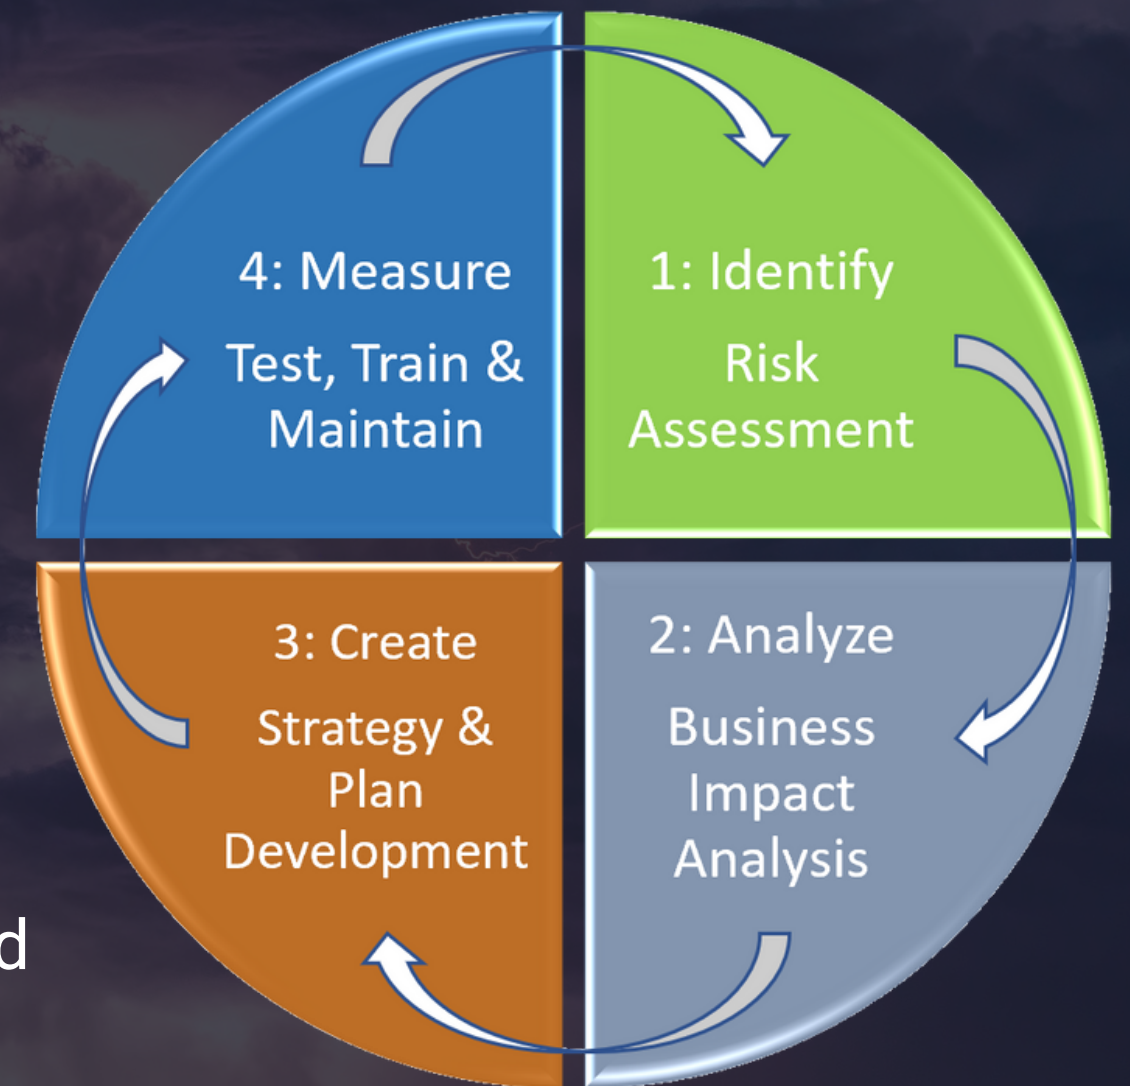 4: Measure
Test, Train &
Maintain
1: Identify
Risk
Assessment
3: Create
Strategy &
Plan
Development
2: Analyze
Business
Impact
Analysis
d